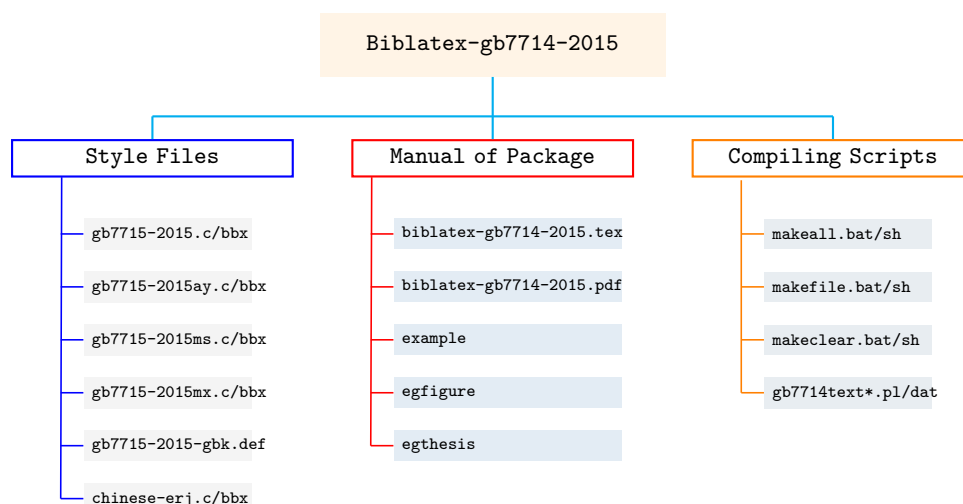 Biblatex-gb7714-2015
Style Files
gb7715-2015.c/bbx
gb7715-2015ay.c/bbx
gb7715-2015ms.c/bbx
gb7715-2015mx.c/bbx
gb7715-2015-gbk.def
chinese-erj.c/bbx
Manual of Package
biblatex-gb7714-2015.tex
biblatex-gb7714-2015.pdf
example
egfigure
egthesis
Compiling Scripts
makeall.bat/sh
makefile.bat/sh
makeclear.bat/sh
gb7714text*.pl/dat